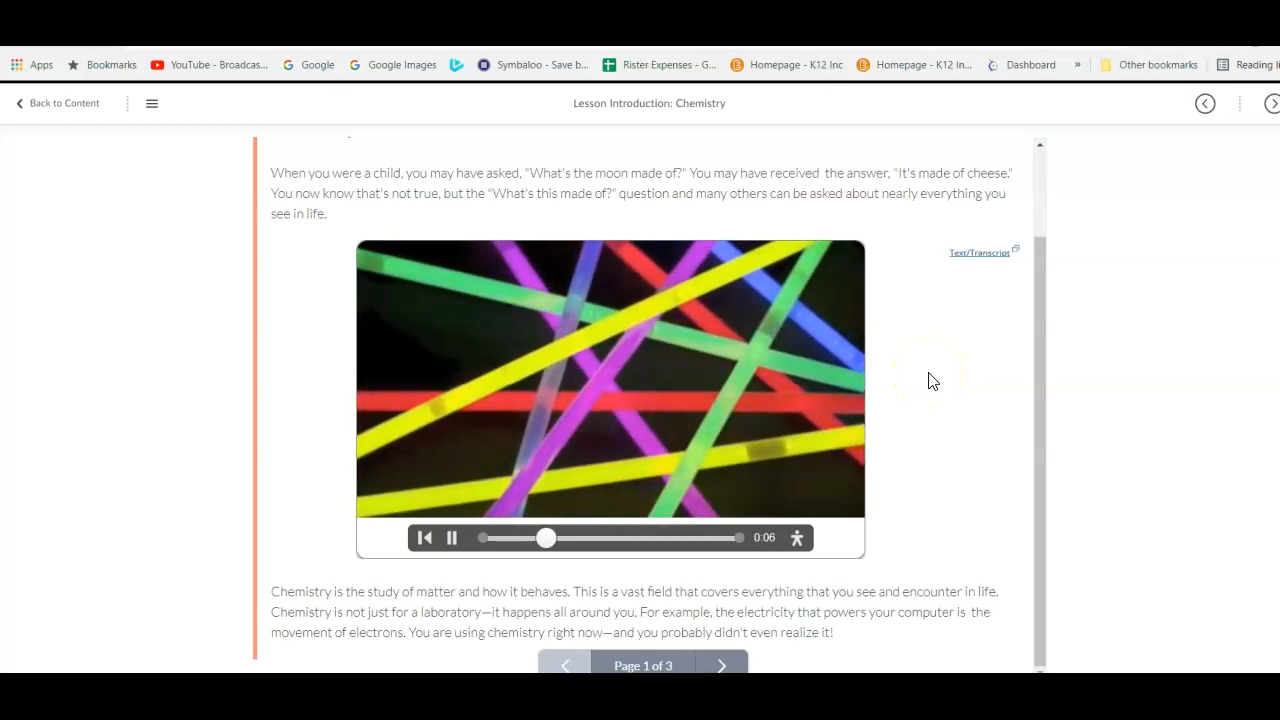 Apps Bookmarks YouTube - Broadcas... Google Google Images Symbaloo - Save b... Rister Expenses - G... Homepage - K12 Inc Homepage - K12 In... Dashboard » Other bookmarks Reading li
Back to Content Lesson Introduction: Chemistry
When you were a child, you may have asked, "What's the moon made of?" You may have received the answer, "It's made of cheese."
You now know that's not true, but the "What's this made of?" question and many others can be asked about nearly everything you
see in life.
Text/Transcript
0:06
Chemistry is the study of matter and how it behaves. This is a vast field that covers everything that you see and encounter in life.
Chemistry is not just for a laboratory—it happens all around you. For example, the electricity that powers your computer is the
movement of electrons. You are using chemistry right now—and you probably didn't even realize it!
Page 1 of 3